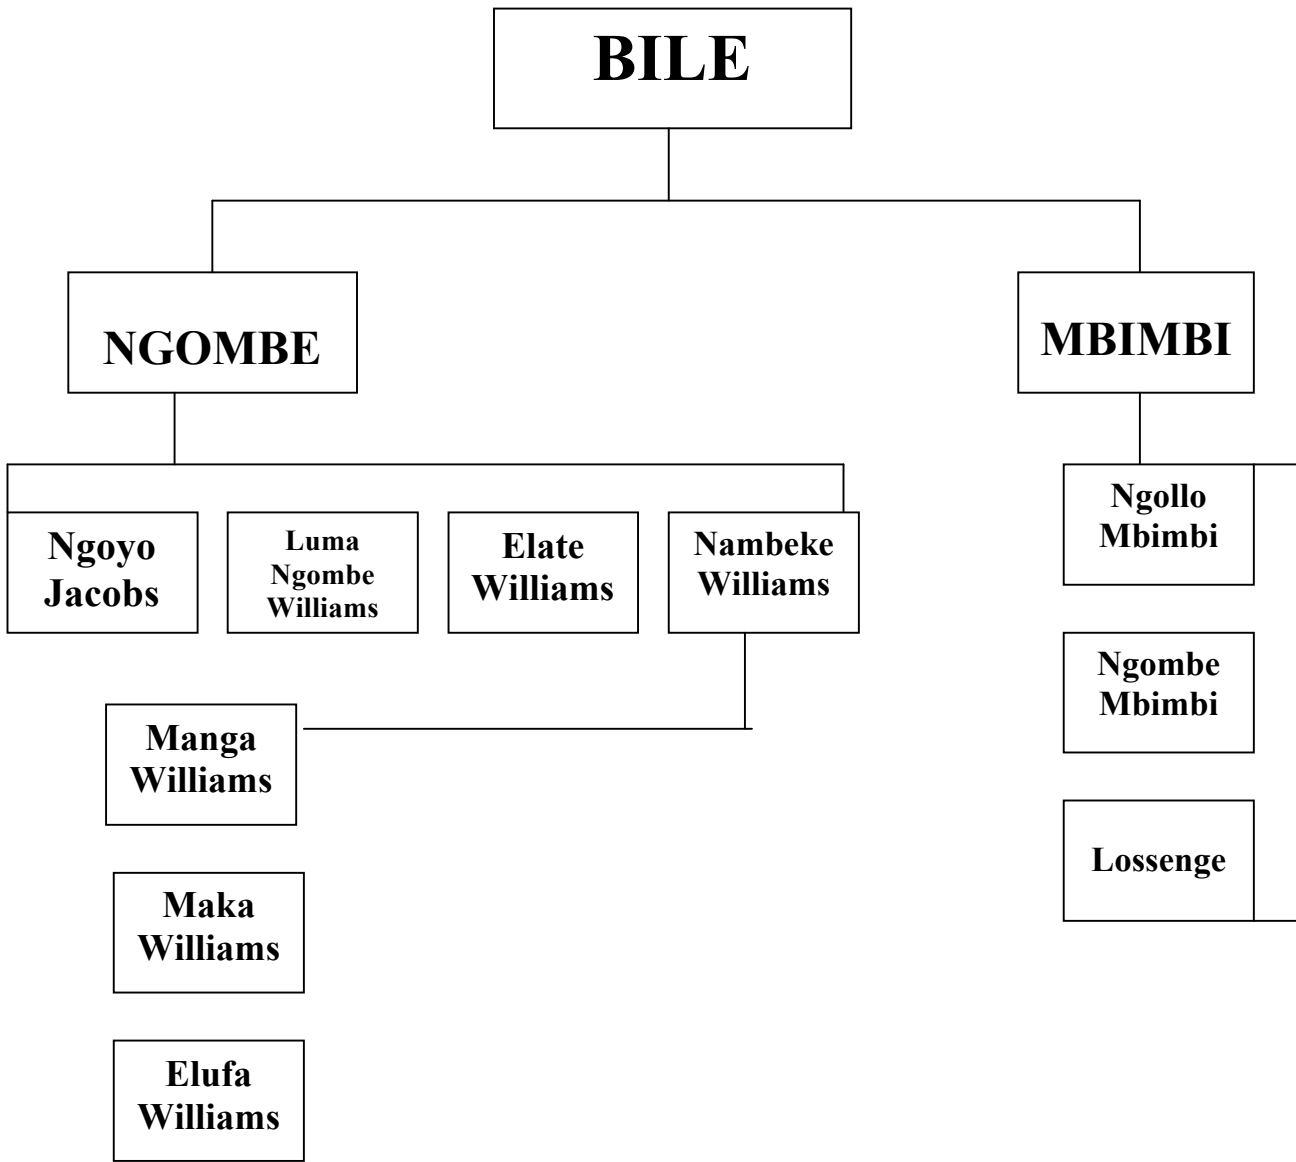 BILE
NGOMBE
MBIMBI
Ngoyo
Jacobs
Luma
Ngombe
Williams
Elate
Williams
Nambeke
Williams
Ngollo
Mbimbi
Ngombe
Mbimbi
Lossenge
Manga
Williams
Maka
Williams
Elufa
Williams